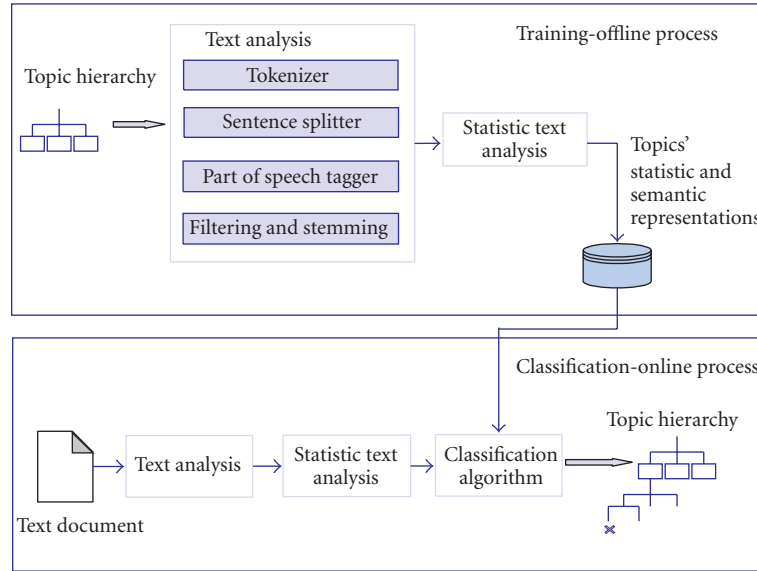 Training-offline process
Text analysis
Topic hierarchy
Tokenizer
Sentence splitter
Part of speech tagger
Filtering and stemming
Statistic text
analysis
Topics'
statistic and
semantic
representations
Classification-online process
Text document
Text analysis
Statistic text
analysis
Classification
algorithm
Topic hierarchy